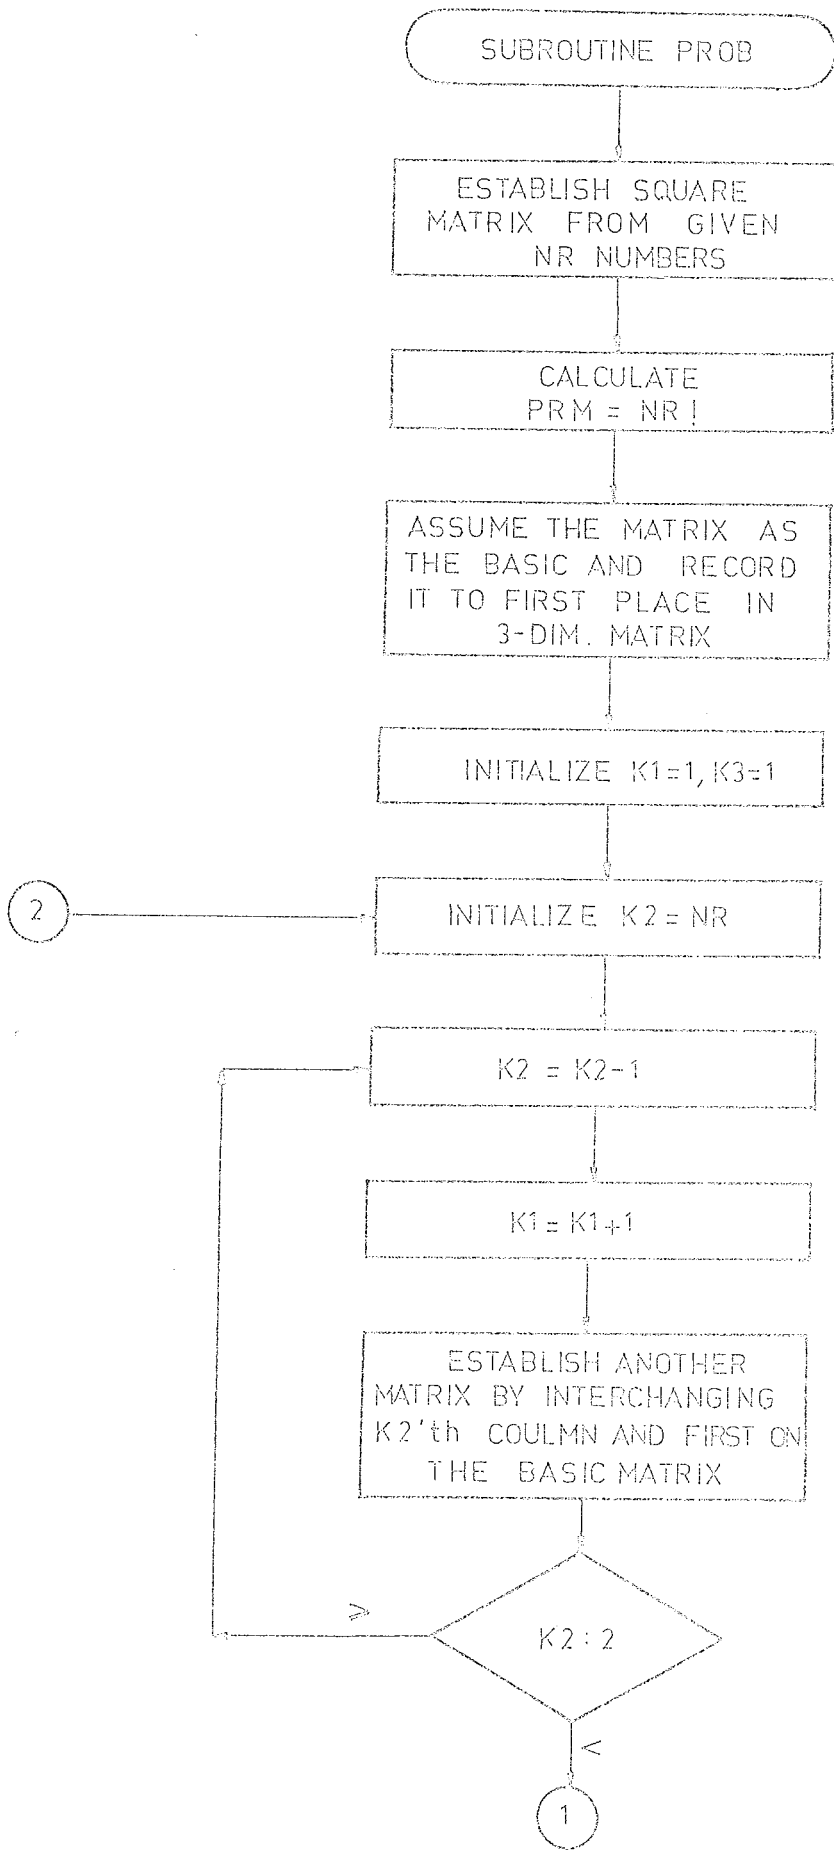 SUBROUTINE PROB
ESTABLISH SQUARE
MATRIX FROM GIVEN
NR NUMBERS
CALCULATE
PRM = NR!
ASSUME THE MATRIX AS
THE BASIC AND RECORD
IT TO FIRST PLACE IN
3-DIM. MATRIX
INITIALIZE K1=1, K3=1
2
INITIALIZE K2 = NR
K2 = K2-1
K1 = K1+1
ESTABLISH ANOTHER
MATRIX BY INTERCHANGING
K2'th COULMN AND FIRST ON
THE BASIC MATRIX
≥
K2 : 2
<
1